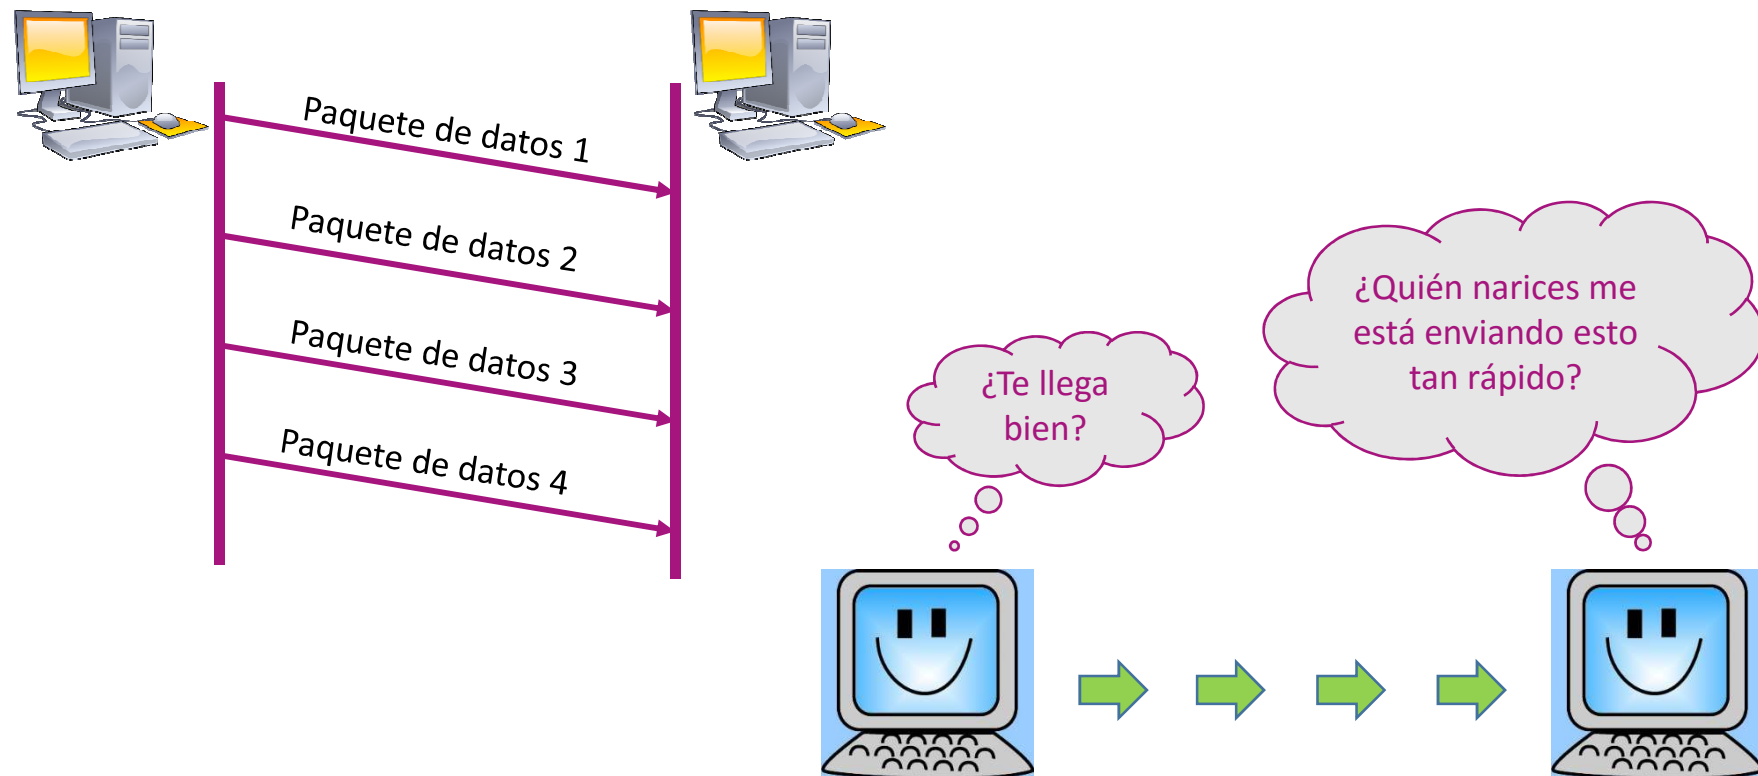 Paquete de datos 1
Paquete de datos 2
Paquete de datos 3
Paquete de datos 4
¿Te llega
bien?
¿Quién narices me
está enviando esto
tan rápido?